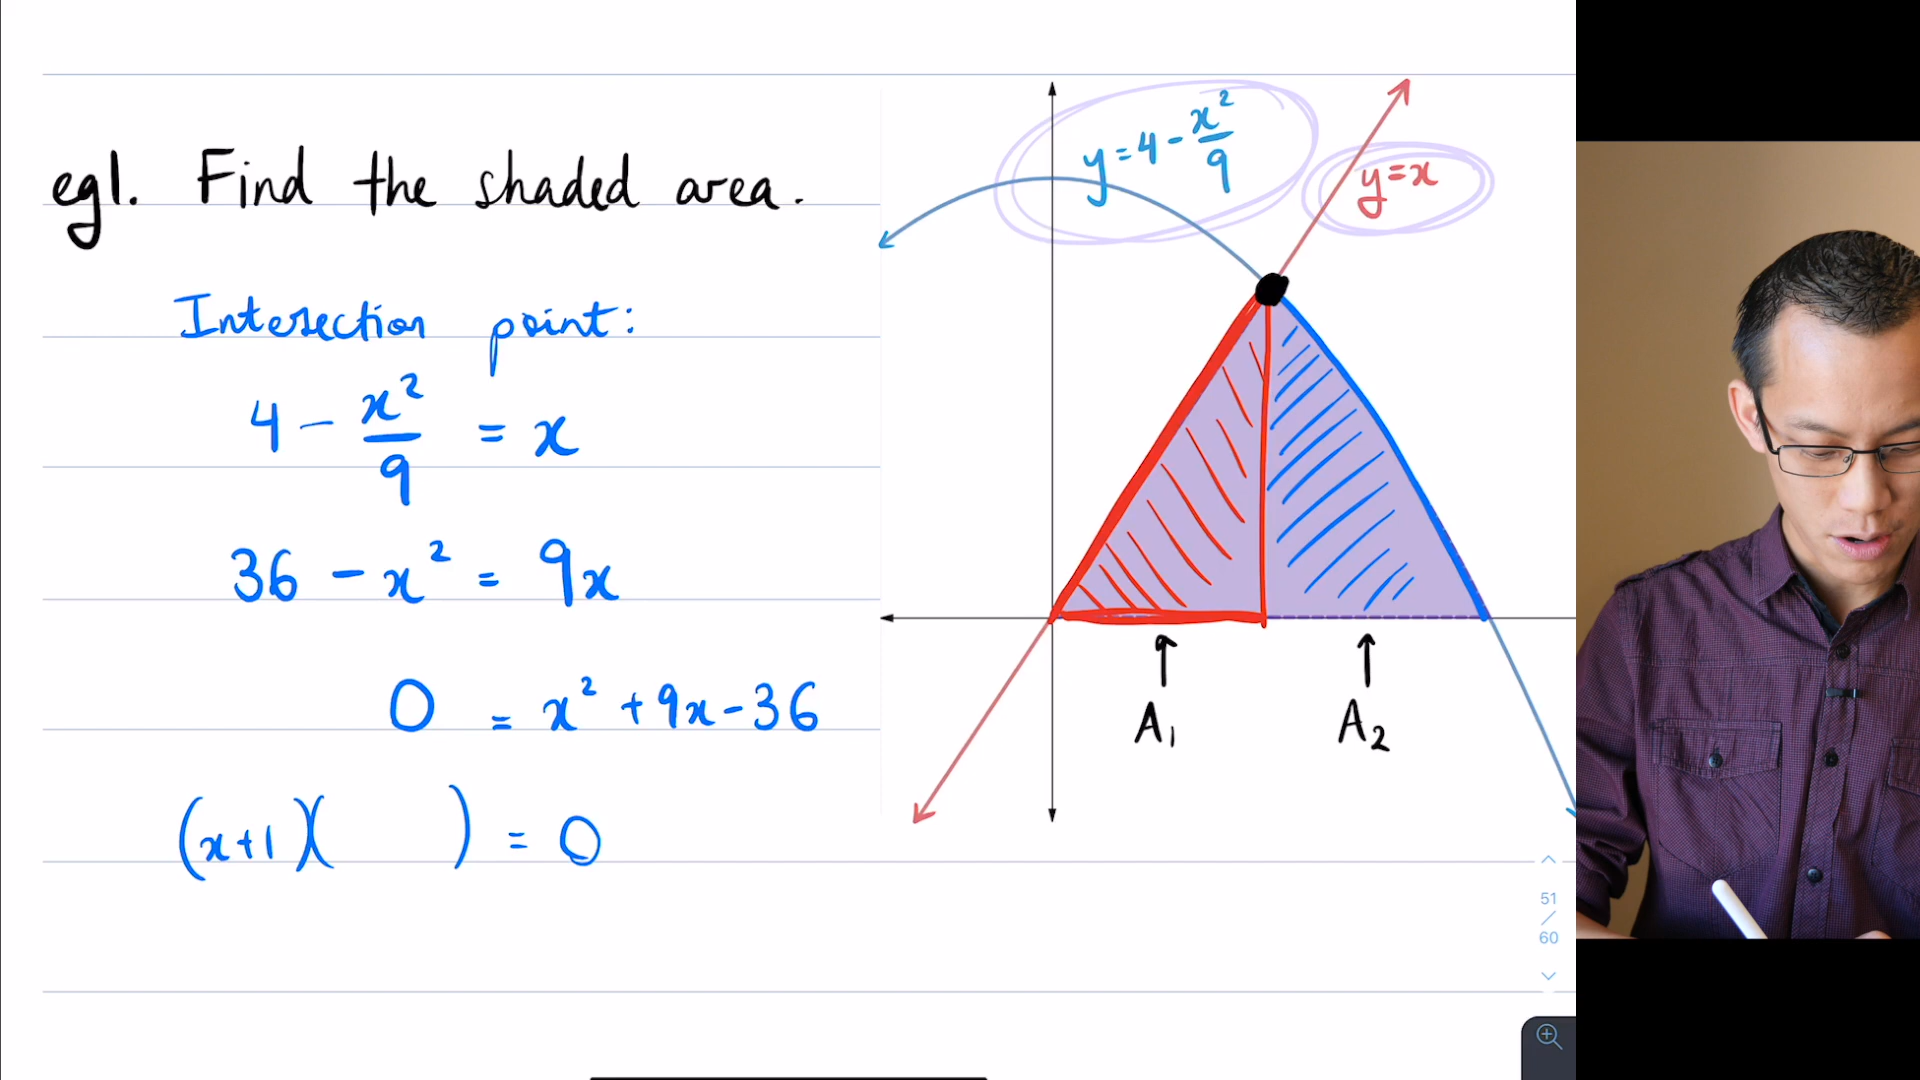 eg1. Find the shaded area.
Intersection point:
4 - x²/9 = x
36 - x² = 9x
0 = x² + 9x - 36
(x+1)( ) = 0
y = 4 - x²/9
y = x
A₁
A₂
51
/
60